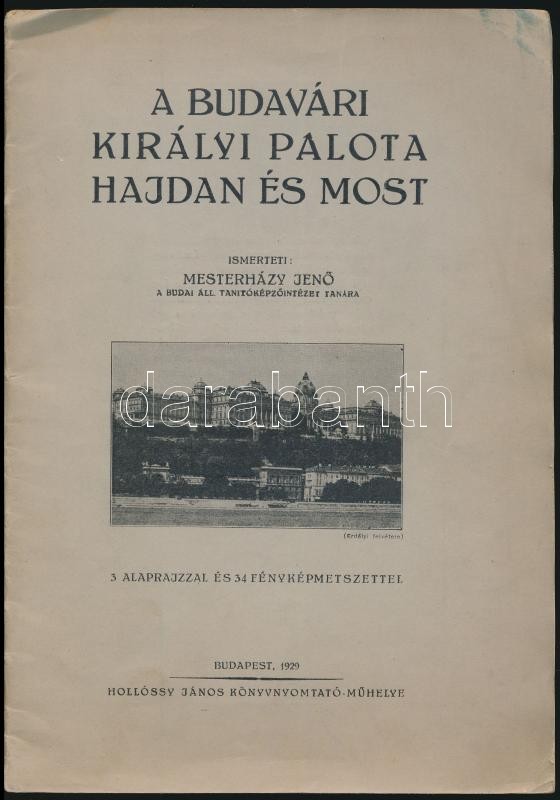 A BUDAVÁRI
KIRÁLYI PALOTA
HAJDAN ÉS MOST
ISMERTETI:
MESTERHÁZY JENŐ
A BUDAI ÁLL. TANITÓKÉPZŐINTÉZET TANÁRA
darabanth
(Erdélyi felvétele)
3 ALAPRAJZZAL ÉS 34 FÉNYKÉPMETSZETTEL
BUDAPEST, 1929
HOLLÓSSY JÁNOS KÖNYVNYOMTATÓ-MŰHELYE